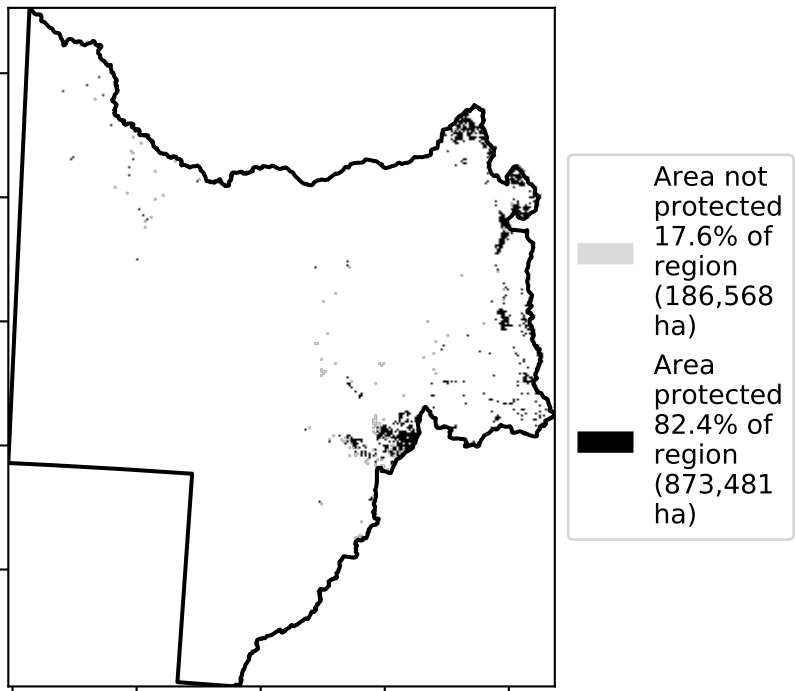 Area not
protected
17.6% of
region
(186,568
ha)
Area
protected
82.4% of
region
(873,481
ha)